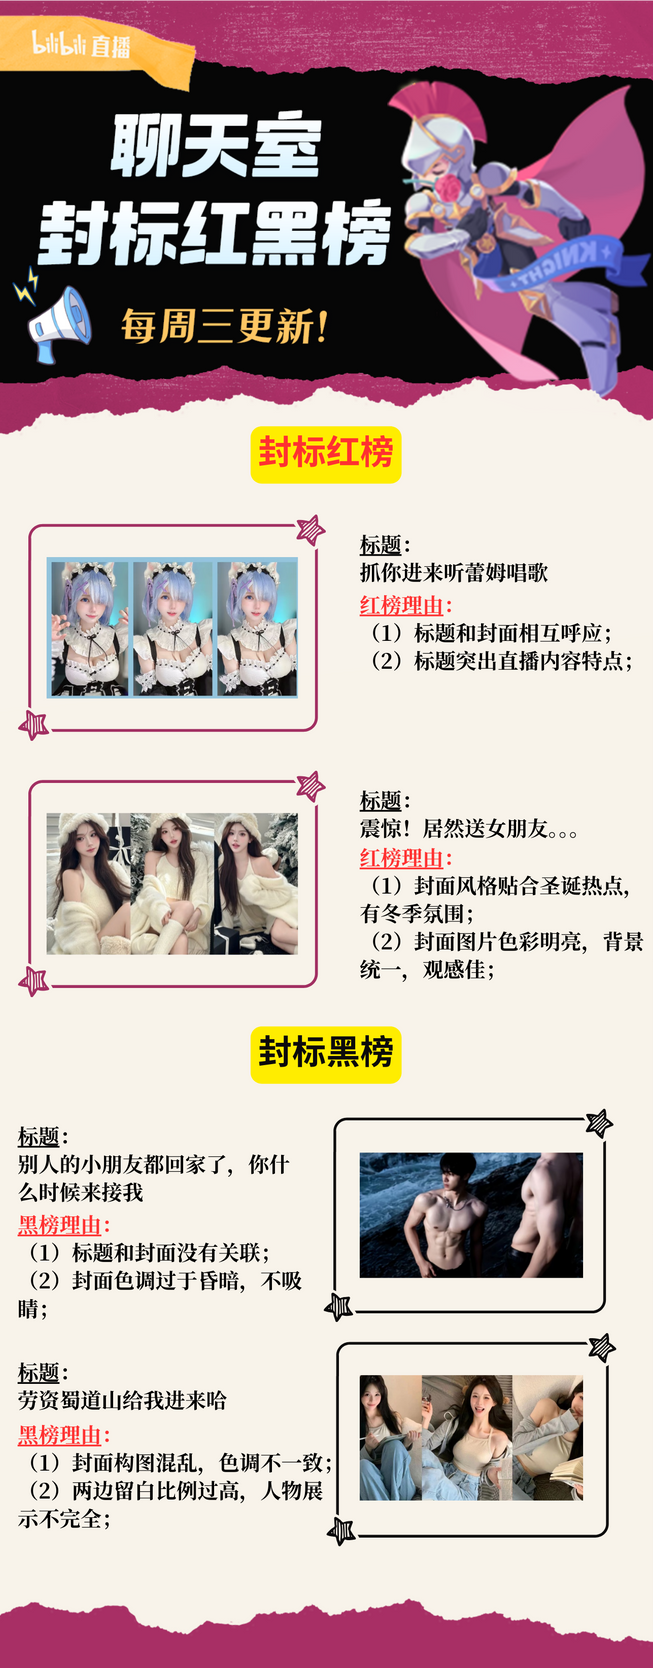 bilibili 直播
聊天室
封标红黑榜
每周三更新!
KNIGHT
封标红榜
标题：
抓你进来听蕾姆唱歌
红榜理由：
（1）标题和封面相互呼应；
（2）标题突出直播内容特点；
标题：
震惊！居然送女朋友。。。
红榜理由：
（1）封面风格贴合圣诞热点，
有冬季氛围；
（2）封面图片色彩明亮，背景
统一，观感佳；
封标黑榜
标题：
别人的小朋友都回家了，你什
么时候来接我
黑榜理由：
（1）标题和封面没有关联；
（2）封面色调过于昏暗，不吸
睛；
标题：
劳资蜀道山给我进来哈
黑榜理由：
（1）封面构图混乱，色调不一致；
（2）两边留白比例过高，人物展
示不完全；